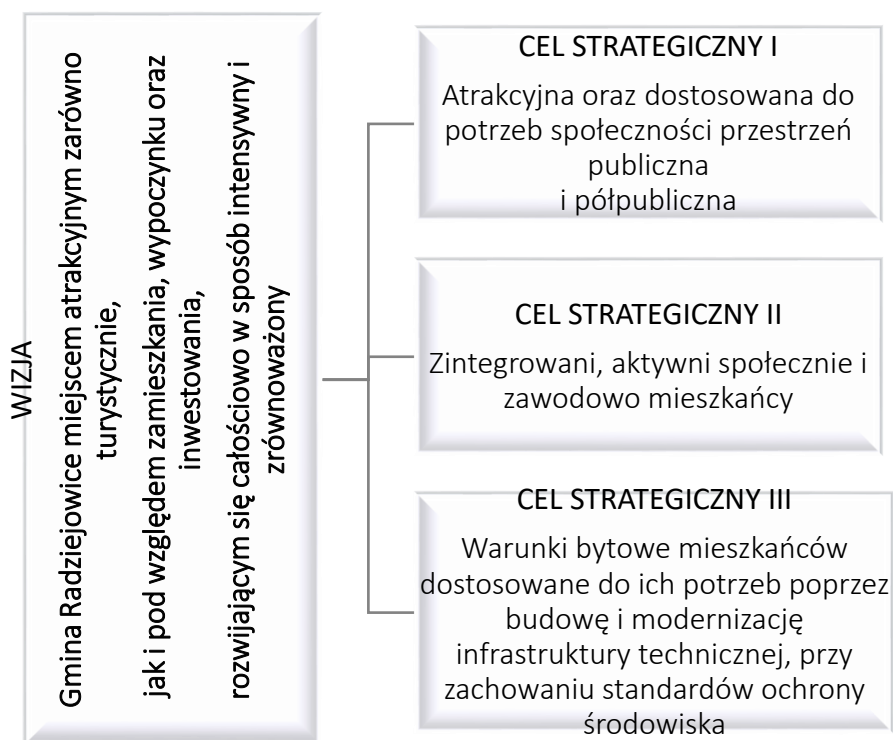 WIZJA
Gmina Radziejowice miejscem atrakcyjnym zarówno
turystycznie,
jak i pod względem zamieszkania, wypoczynku oraz
inwestowania,
rozwijającym się całościowo w sposób intensywny i
zrównoważony
CEL STRATEGICZNY I
Atrakcyjna oraz dostosowana do
potrzeb społeczności przestrzeń
publiczna
i półpubliczna
CEL STRATEGICZNY II
Zintegrowani, aktywni społecznie i
zawodowo mieszkańcy
CEL STRATEGICZNY III
Warunki bytowe mieszkańców
dostosowane do ich potrzeb poprzez
budowę i modernizację
infrastruktury technicznej, przy
zachowaniu standardów ochrony
środowiska